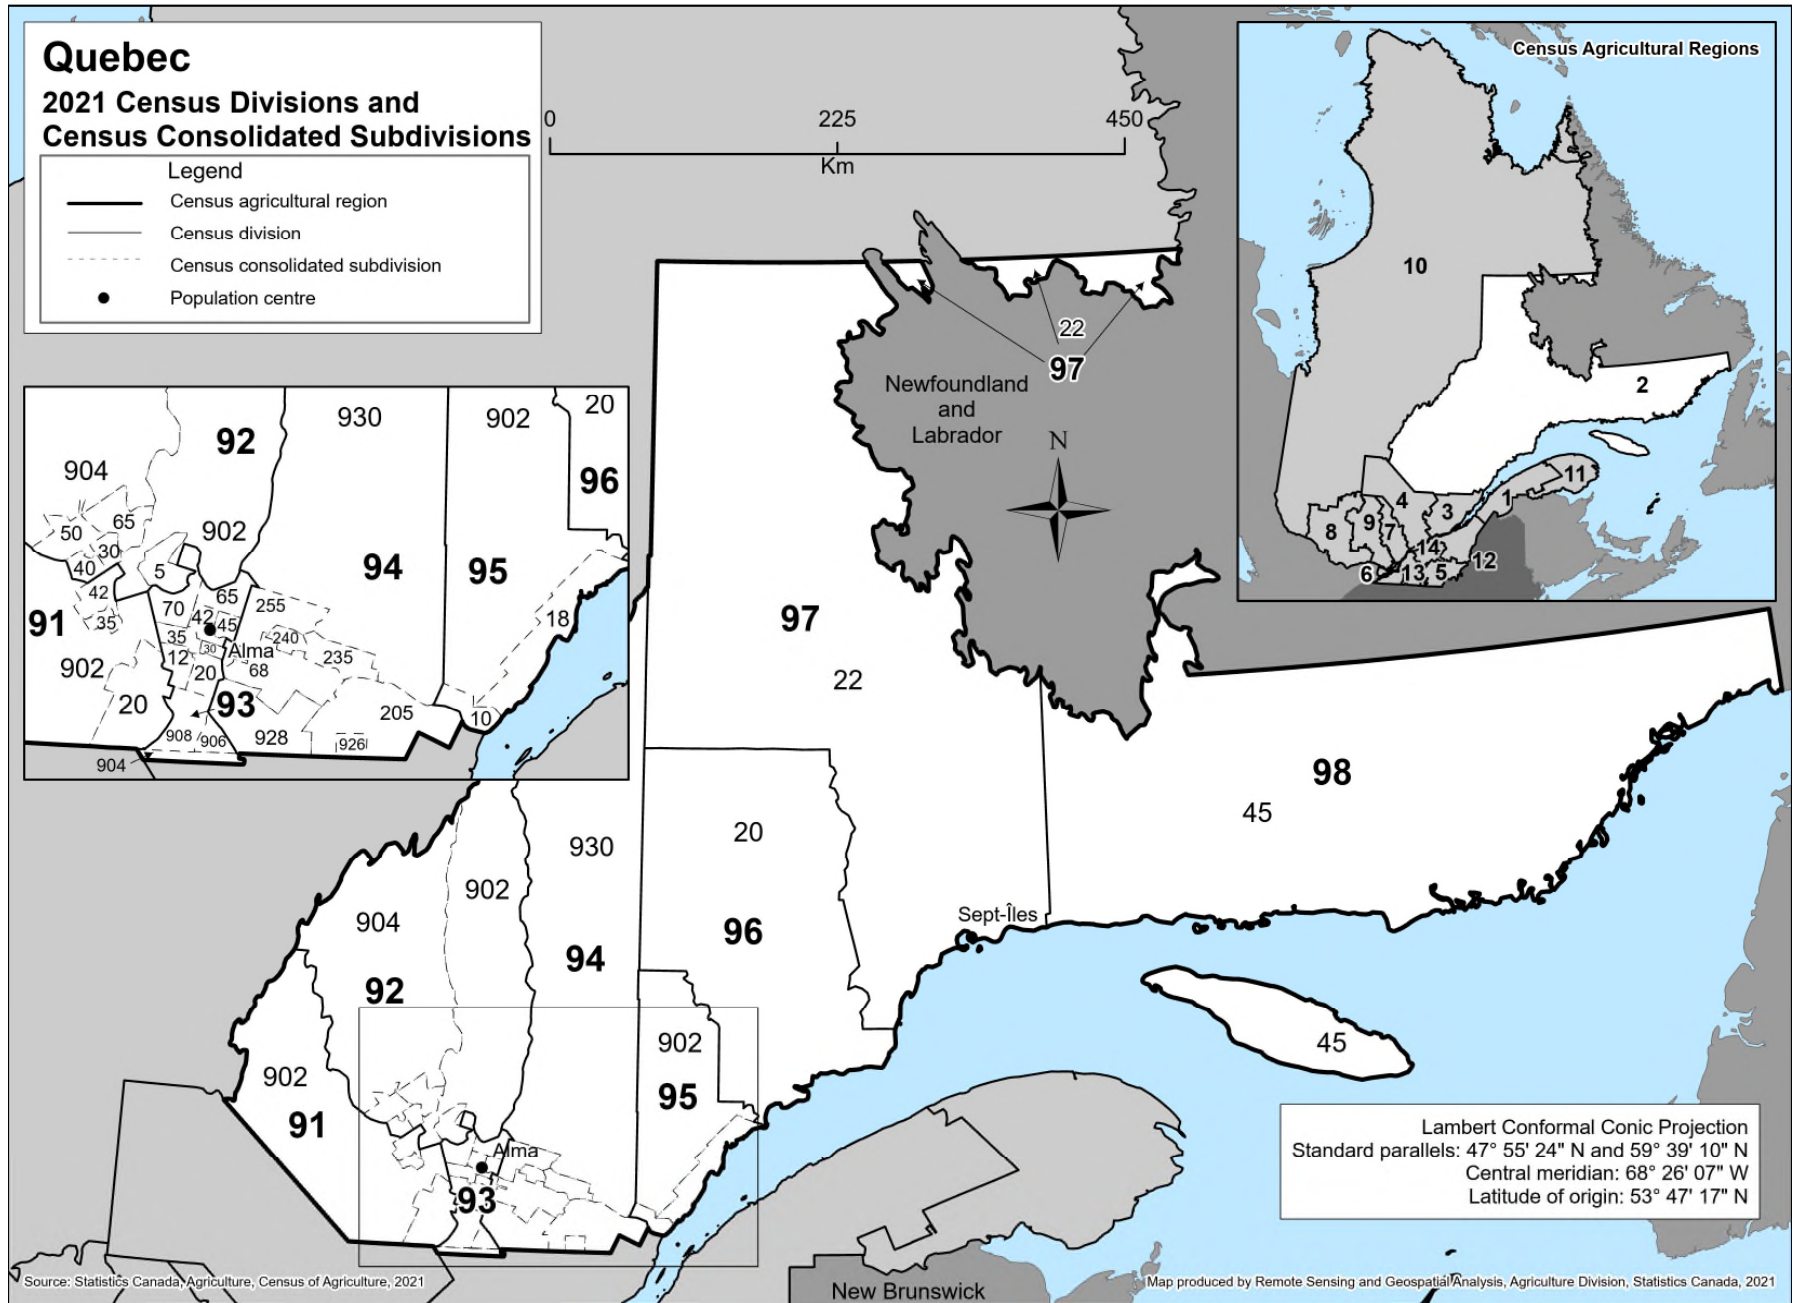 Quebec
2021 Census Divisions and
Census Consolidated Subdivisions
Legend
Census agricultural region
Census division
Census consolidated subdivision
Population centre
0 225 450
Km
Census Agricultural Regions
10
2
11
1
4
3
9
7
8
14
12
6
13
5
22
97
Newfoundland
and
Labrador
N
930
902
20
92
904
96
65
50
902
30
94
95
40
5
42
65
70
255
18
91
42
45
35
240
35
30
Alma
12
235
902
20
68
20
93
205
10
908
906
928
926
904
97
22
98
45
20
930
902
904
Sept-Îles
96
94
92
45
902
902
95
91
Alma
93
Lambert Conformal Conic Projection
Standard parallels: 47° 55' 24" N and 59° 39' 10" N
Central meridian: 68° 26' 07" W
Latitude of origin: 53° 47' 17" N
New Brunswick
Source: Statistics Canada, Agriculture, Census of Agriculture, 2021
Map produced by Remote Sensing and Geospatial Analysis, Agriculture Division, Statistics Canada, 2021